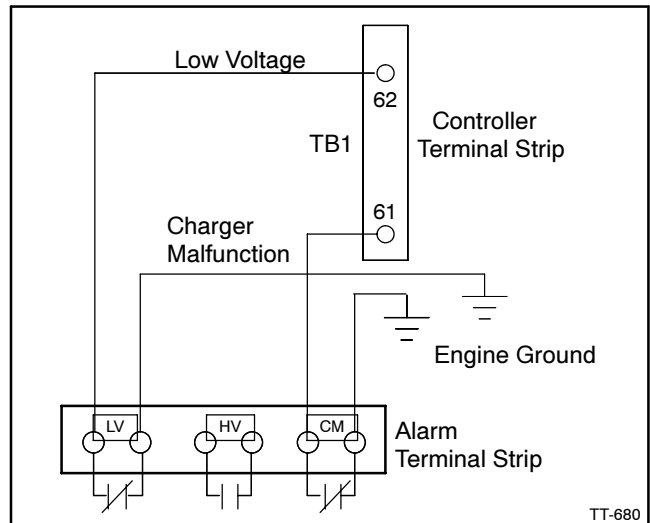 Low Voltage
62
TB1
Controller
Terminal Strip
61
Charger
Malfunction
Engine Ground
LV
HV
CM
Alarm
Terminal Strip
TT-680